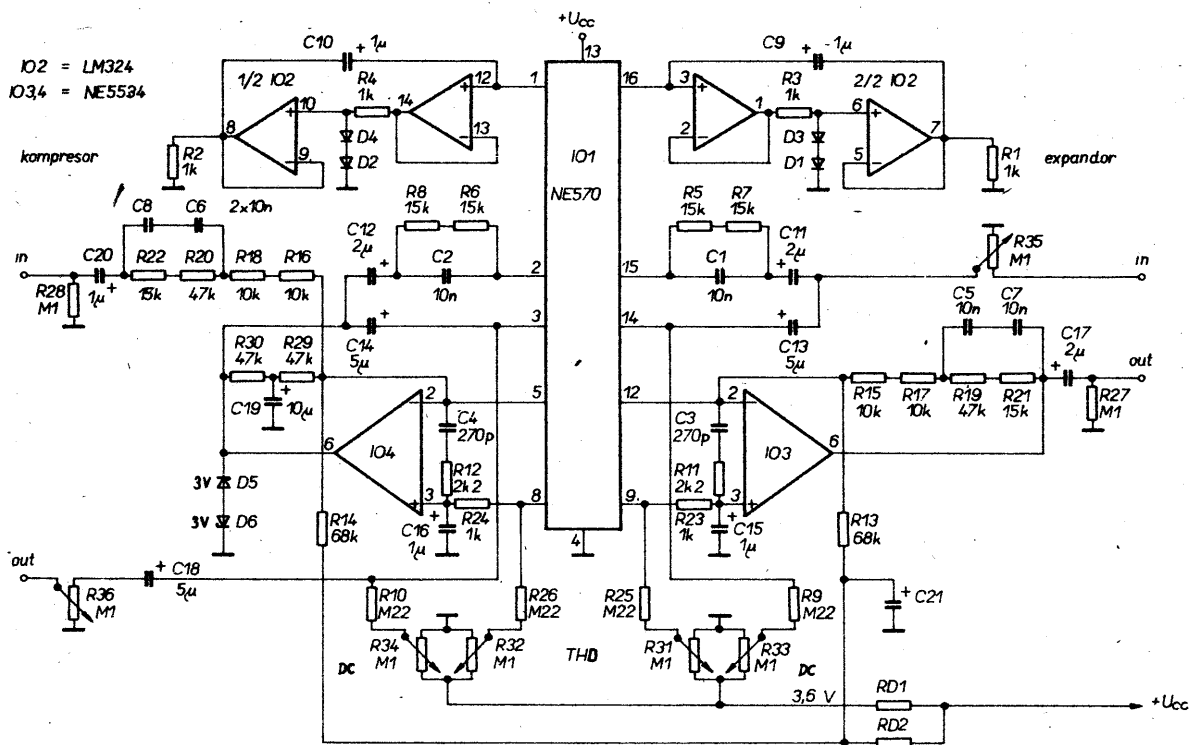 +Ucc
IO2 = LM324
IO3,4 = NE5534
kompresor
expandor
C10 + 1µ
1/2 IO2
R4 1k
12
14
13
10
9
8
D4
D2
R2 1k
13
1
16
IO1
NE570
C9 + 1µ
3
2
1
R3 1k
D3
D1
2/2 IO2
6
5
7
R1 1k
C8 C6 2×10n
in
C20 1µ +
R28 M1
R22 15k
R20 47k
R18 10k
R16 10k
C12 2µ +
R8 15k
R6 15k
C2 10n
2
15
R5 15k
R7 15k
C1 10n
C11 2µ +
R35 M1
in
3
14
C14 5µ +
C13 5µ +
C5 10n
C7 10n
C17 + 2µ
out
R27 M1
R30 47k
R29 47k
C19 + 10µ
2
5
12
2
R15 10k
R17 10k
R19 47k
R21 15k
6
IO4
C4 270p
R12 2k2
C3 270p
R11 2k2
IO3
6
3V D5
3V D6
R14 68k
3
R24 1k
C16 1µ +
8
9
R23 1k
3
C15 1µ +
R13 68k
4
out
R36 M1
+ C18 5µ
R10 M22
R26 M22
R25 M22
R9 M22
+ C21
R34 M1
R32 M1
DC
THD
R31 M1
R33 M1
DC
3,6 V
RD1
RD2
+Ucc